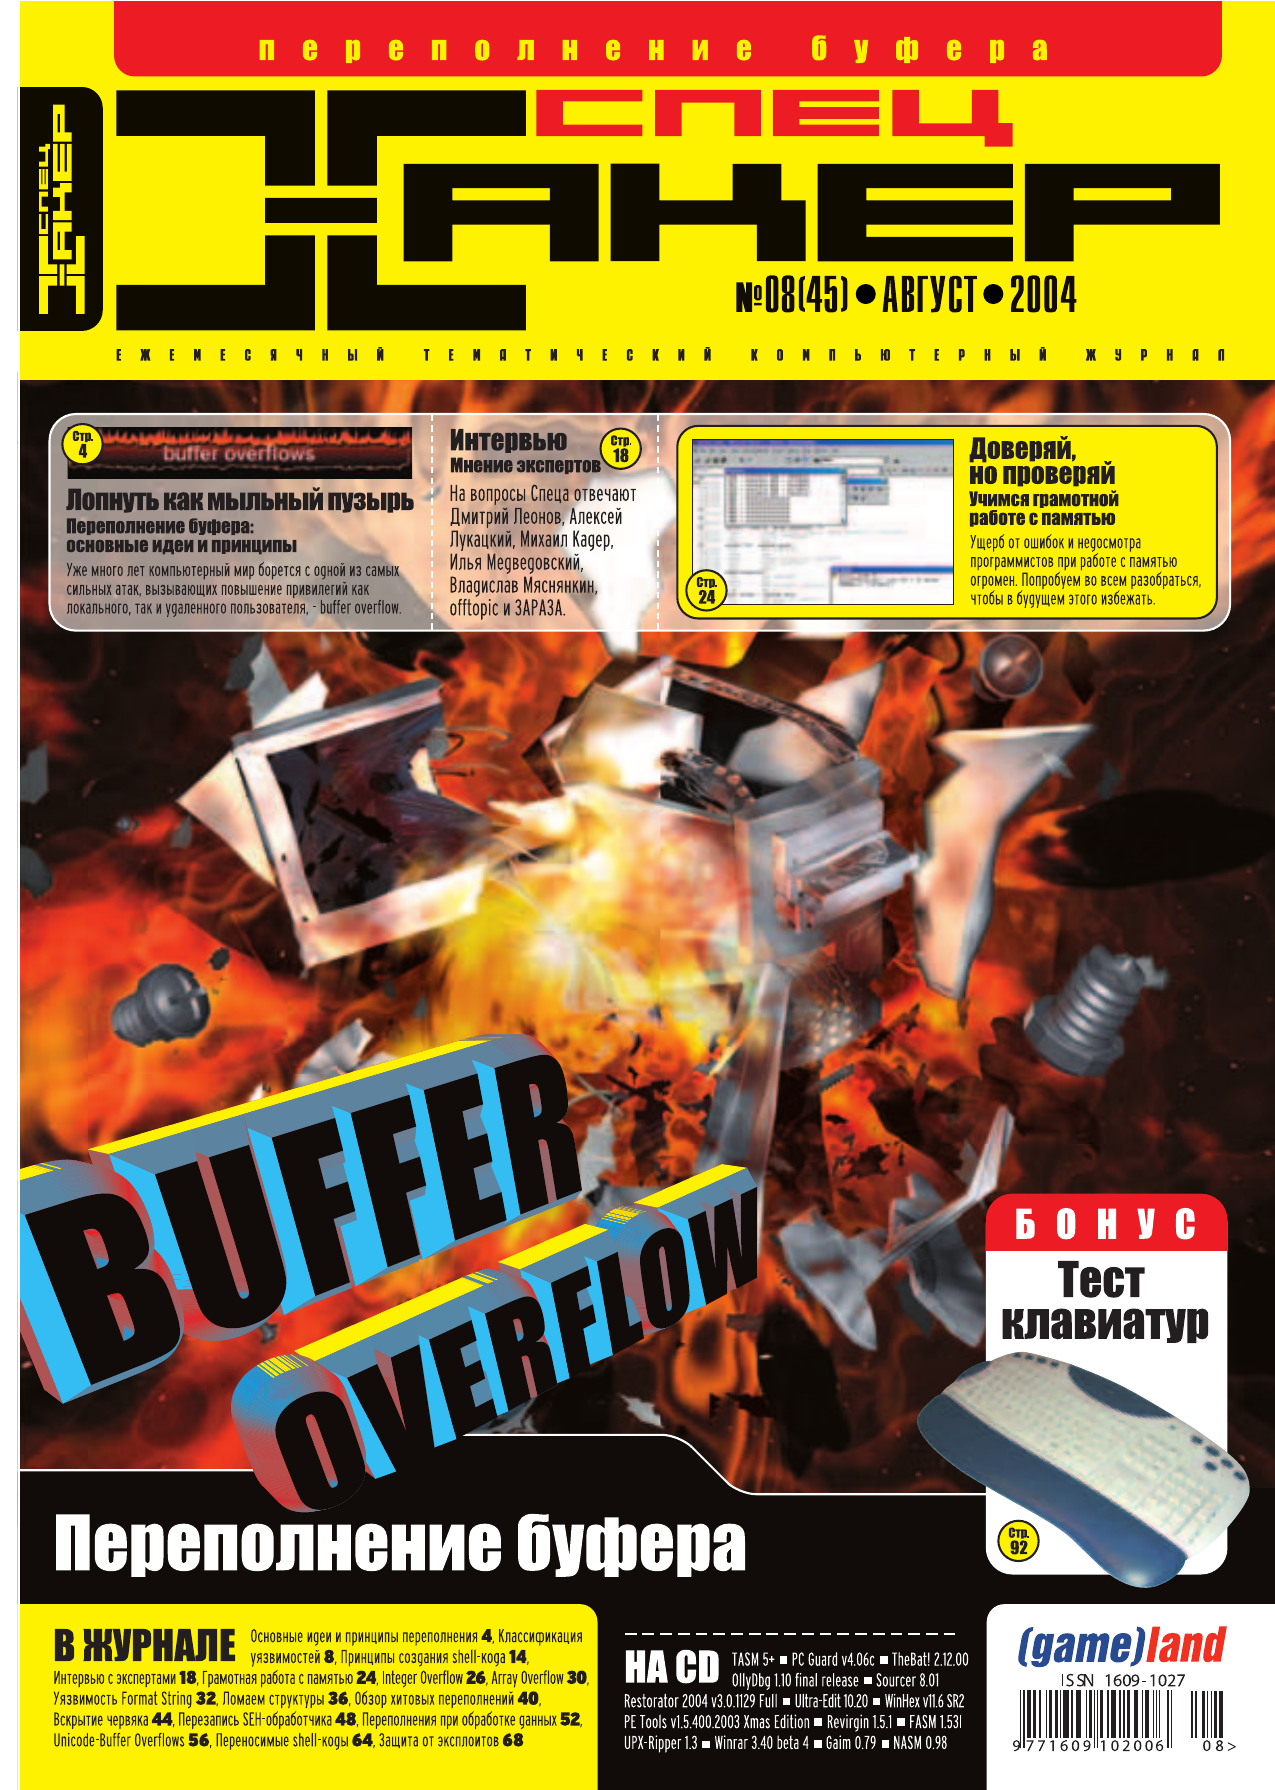 переполнение буфера
СПЕЦ
ХАКЕР
СПЕЦ
ХАКЕР
№08(45)●АВГУСТ●2004
ЕЖЕМЕСЯЧНЫЙ ТЕМАТИЧЕСКИЙ КОМПЬЮТЕРНЫЙ ЖУРНАЛ
Стр.
4
buffer overflows
Лопнуть как мыльный пузырь
Переполнение буфера:
основные идеи и принципы
Уже много лет компьютерный мир борется с одной из самых
сильных атак, вызывающих повышение привилегий как
локального, так и удаленного пользователя, - buffer overflow.
Интервью
Мнение экспертов
Стр.
18
На вопросы Спеца отвечают
Дмитрий Леонов, Алексей
Лукацкий, Михаил Кадер,
Илья Медведовский,
Владислав Мяснянкин,
offtopic и ЗАРАЗА.
Стр.
24
Доверяй,
но проверяй
Учимся грамотной
работе с памятью
Ущерб от ошибок и недосмотра
программистов при работе с памятью
огромен. Попробуем во всем разобраться,
чтобы в будущем этого избежать.
BUFFER
OVERFLOW
БОНУС
Тест
клавиатур
Стр.
92
Переполнение буфера
В ЖУРНАЛЕ
Основные идеи и принципы переполнения 4, Классификация
уязвимостей 8, Принципы создания shell-кода 14,
Интервью с экспертами 18, Грамотная работа с памятью 24, Integer Overflow 26, Array Overflow 30,
Уязвимость Format String 32, Ломаем структуры 36, Обзор хитовых переполнений 40,
Вскрытие червяка 44, Перезапись SEH-обработчика 48, Переполнения при обработке данных 52,
Unicode-Buffer Overflows 56, Переносимые shell-коды 64, Защита от эксплоитов 68
НА CD
TASM 5+ ■ PC Guard v4.06c ■ TheBat! 2.12.00
OllyDbg 1.10 final release ■ Sourcer 8.01
Restorator 2004 v3.0.1129 Full ■ Ultra-Edit 10.20 ■ WinHex v11.6 SR2
PE Tools v1.5.400.2003 Xmas Edition ■ Revirgin 1.5.1 ■ FASM 1.53l
UPX-Ripper 1.3 ■ Winrar 3.40 beta 4 ■ Gaim 0.79 ■ NASM 0.98
(game)land
ISSN 1609-1027
9 771609 102006 08>